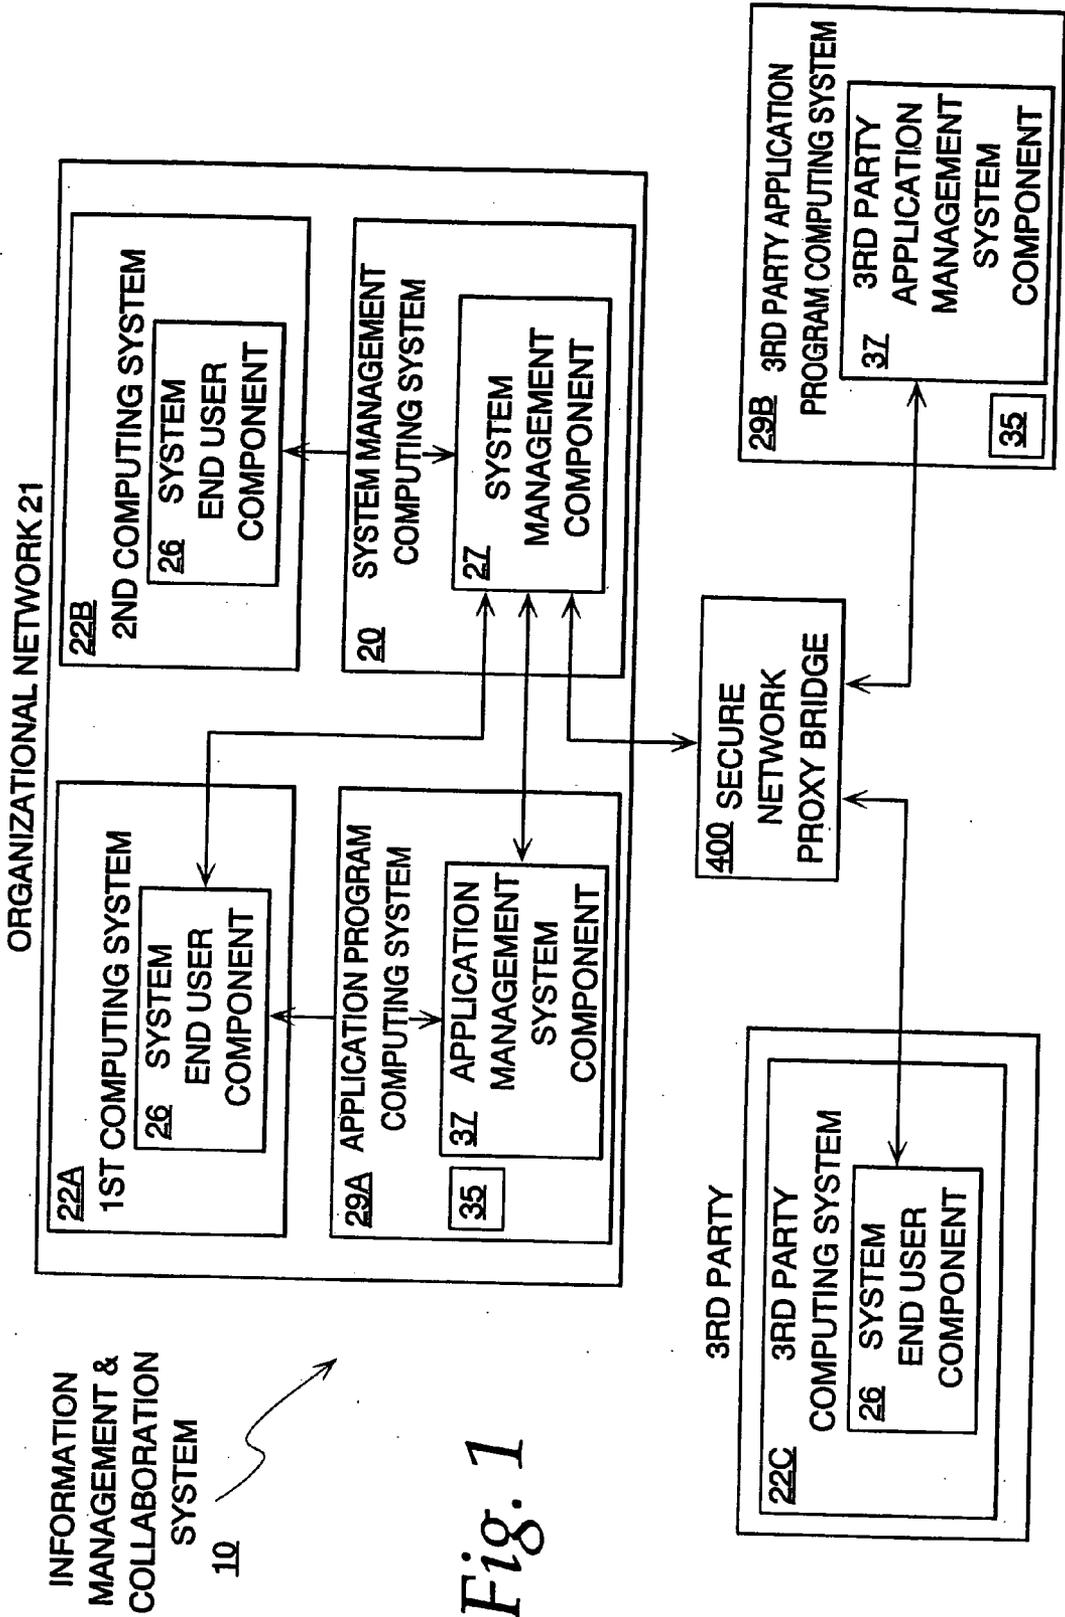 ORGANIZATIONAL NETWORK 21
INFORMATION
MANAGEMENT &
COLLABORATION
SYSTEM
10
22A
1ST COMPUTING SYSTEM
26 SYSTEM
END USER
COMPONENT
22B
2ND COMPUTING SYSTEM
26 SYSTEM
END USER
COMPONENT
29A APPLICATION PROGRAM
COMPUTING SYSTEM
35
37 APPLICATION
MANAGEMENT
SYSTEM
COMPONENT
20
SYSTEM MANAGEMENT
COMPUTING SYSTEM
27
SYSTEM
MANAGEMENT
COMPONENT
Fig. 1
3RD PARTY
22C
3RD PARTY
COMPUTING SYSTEM
26 SYSTEM
END USER
COMPONENT
400 SECURE
NETWORK
PROXY BRIDGE
29B 3RD PARTY APPLICATION
PROGRAM COMPUTING SYSTEM
35
37
3RD PARTY
APPLICATION
MANAGEMENT
SYSTEM
COMPONENT